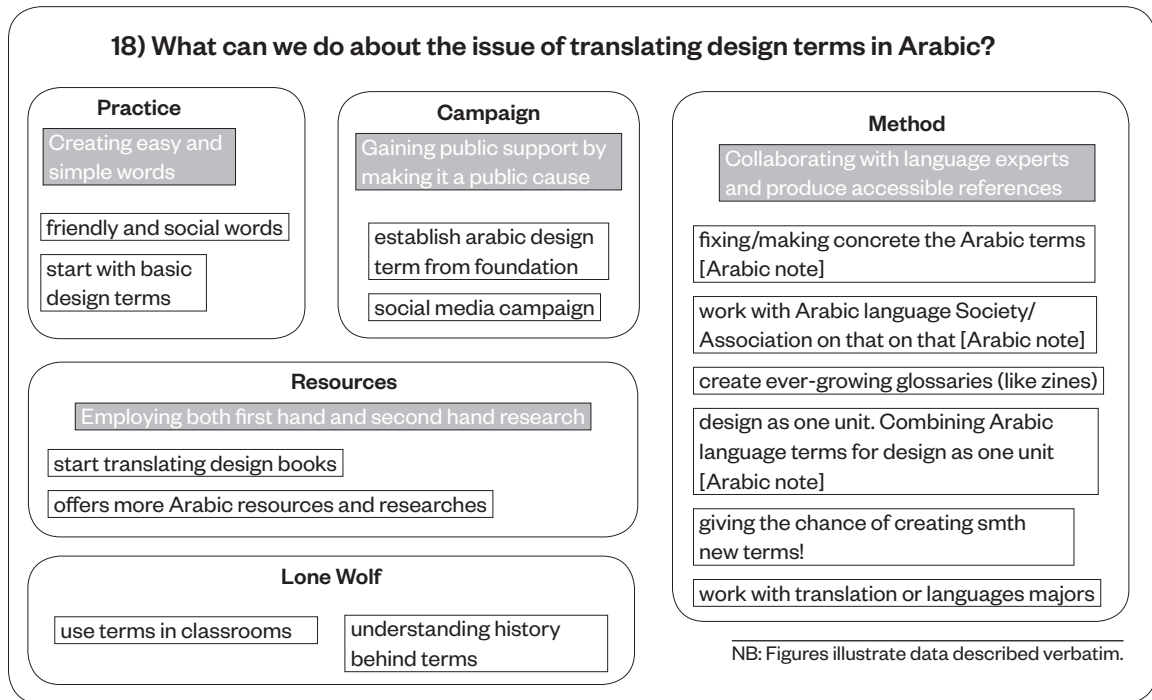 18) What can we do about the issue of translating design terms in Arabic?
Practice
Creating easy and
simple words
friendly and social words
start with basic
design terms
Campaign
Gaining public support by
making it a public cause
establish arabic design
term from foundation
social media campaign
Method
Collaborating with language experts
and produce accessible references
fixing/making concrete the Arabic terms
[Arabic note]
work with Arabic language Society/
Association on that on that [Arabic note]
create ever-growing glossaries (like zines)
design as one unit. Combining Arabic
language terms for design as one unit
[Arabic note]
giving the chance of creating smth
new terms!
work with translation or languages majors
Resources
Employing both first hand and second hand research
start translating design books
offers more Arabic resources and researches
Lone Wolf
use terms in classrooms
understanding history
behind terms
NB: Figures illustrate data described verbatim.